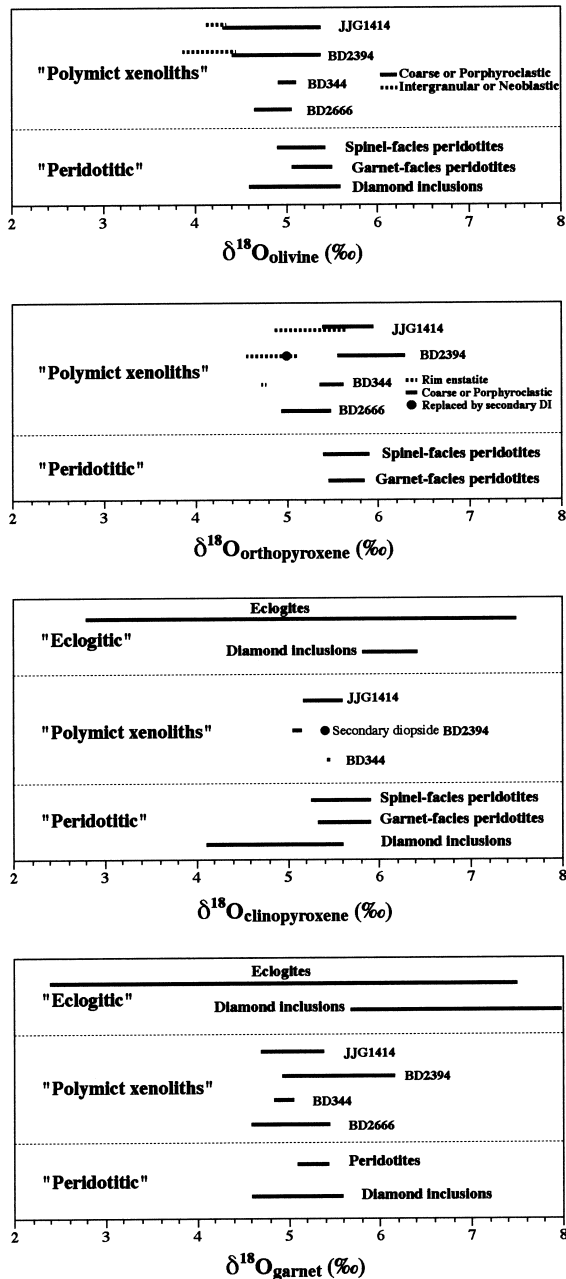 JJG1414
BD2394
"Polymict xenoliths"
Coarse or Porphyroclastic
Intergranular or Neoblastic
BD344
BD2666
Spinel-facies peridotites
"Peridotitic"
Garnet-facies peridotites
Diamond inclusions
2 3 4 5 6 7 8
δ18Oolivine (‰)
JJG1414
BD2394
"Polymict xenoliths"
Rim enstatite
BD344
Coarse or Porphyroclastic
Replaced by secondary DI
BD2666
Spinel-facies peridotites
"Peridotitic"
Garnet-facies peridotites
2 3 4 5 6 7 8
δ18Oorthopyroxene (‰)
Eclogites
"Eclogitic"
Diamond inclusions
JJG1414
"Polymict xenoliths"
Secondary diopside BD2394
BD344
Spinel-facies peridotites
"Peridotitic"
Garnet-facies peridotites
Diamond inclusions
2 3 4 5 6 7 8
δ18Oclinopyroxene (‰)
Eclogites
"Eclogitic"
Diamond inclusions
JJG1414
BD2394
"Polymict xenoliths"
BD344
BD2666
Peridotites
"Peridotitic"
Diamond inclusions
2 3 4 5 6 7 8
δ18Ogarnet (‰)